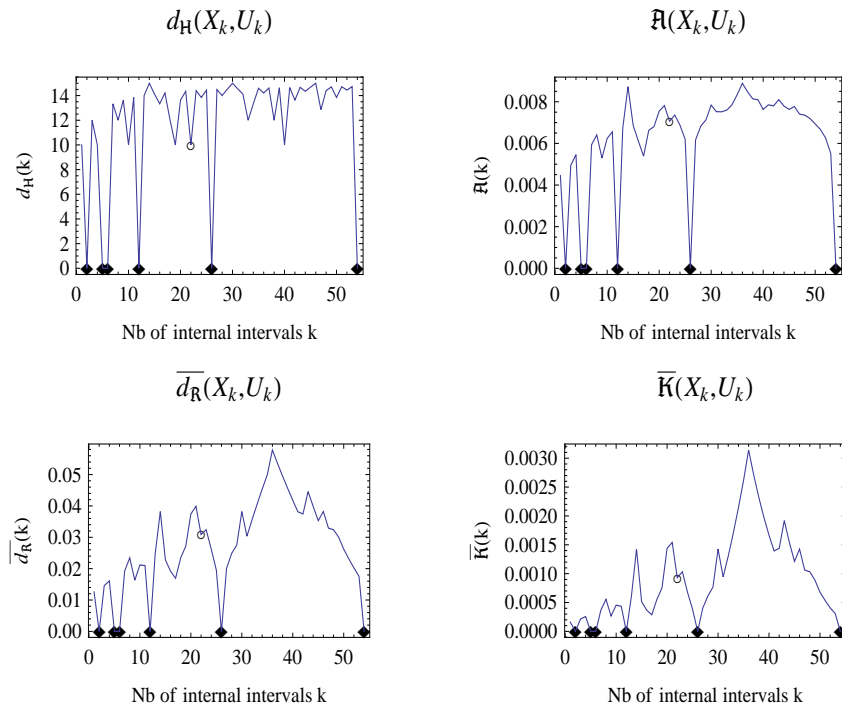 d_H(X_k,U_k)
d_H(k)
14
12
10
8
6
4
2
0
0 10 20 30 40 50
Nb of internal intervals k
𝔄̃(X_k,U_k)
𝔄̃(k)
0.008
0.006
0.004
0.002
0.000
0 10 20 30 40 50
Nb of internal intervals k
d_R(X_k,U_k)
d_R(k)
0.05
0.04
0.03
0.02
0.01
0.00
0 10 20 30 40 50
Nb of internal intervals k
K(X_k,U_k)
K(k)
0.0030
0.0025
0.0020
0.0015
0.0010
0.0005
0.0000
0 10 20 30 40 50
Nb of internal intervals k